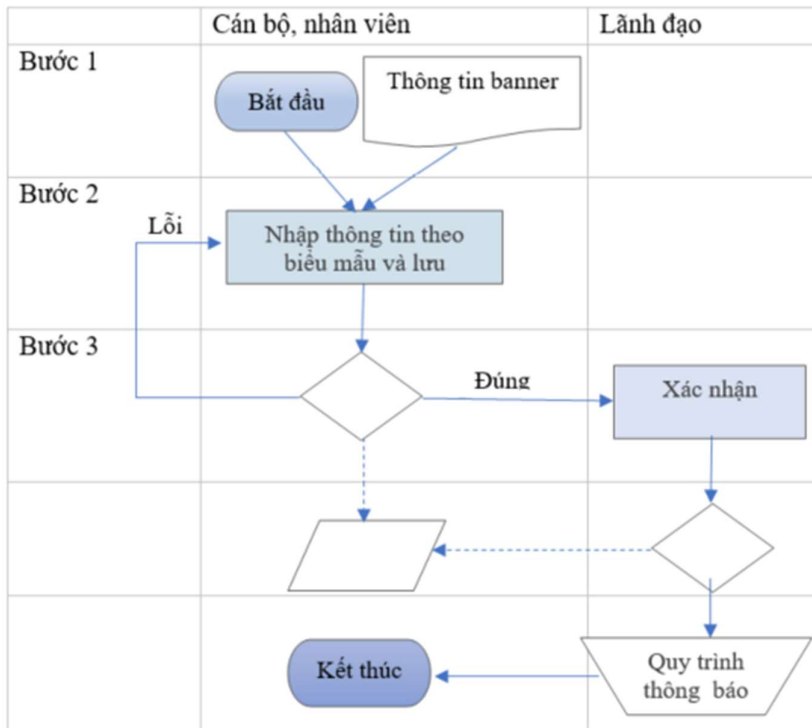 Cán bộ, nhân viên
Lãnh đạo
Bước 1
Bắt đầu
Thông tin banner
Bước 2
Lỗi
Nhập thông tin theo
biểu mẫu và lưu
Bước 3
Đúng
Xác nhận
Kết thúc
Quy trình
thông báo